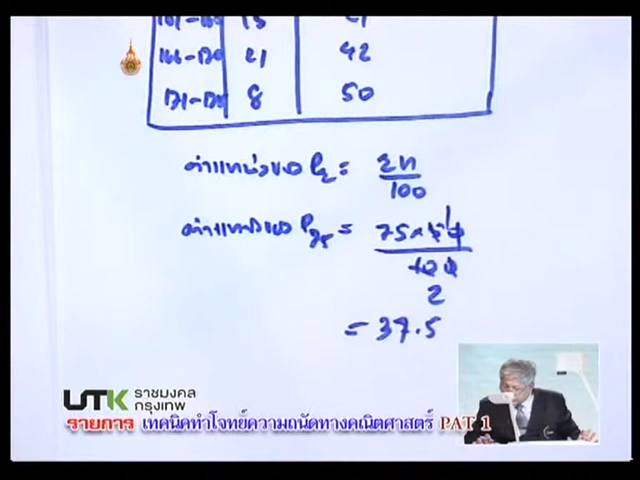 166-170 21 42
171-175 8 50
ตำแหน่งของ Pr = rN
100
ตำแหน่งของ P75 = 75×50
100
2
= 37.5
UTK ราชมงคล
กรุงเทพ
รายการ เทคนิคทำโจทย์ความถนัดทางคณิตศาสตร์ PAT 1